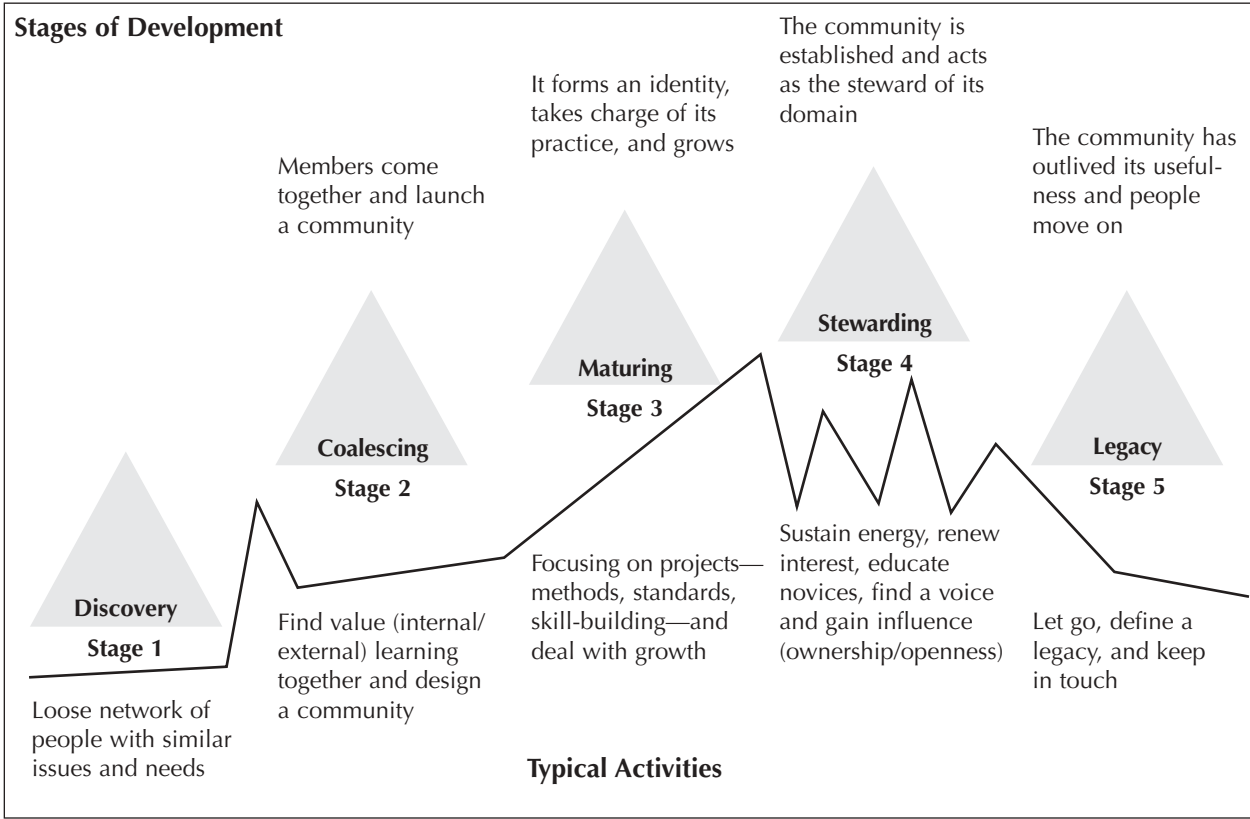 Stages of Development
Loose network of
people with similar
issues and needs
Discovery
Stage 1
Members come
together and launch
a community
Coalescing
Stage 2
Find value (internal/
external) learning
together and design
a community
It forms an identity,
takes charge of its
practice, and grows
Maturing
Stage 3
Focusing on projects—
methods, standards,
skill-building—and
deal with growth
The community is
established and acts
as the steward of its
domain
Stewarding
Stage 4
Sustain energy, renew
interest, educate
novices, find a voice
and gain influence
(ownership/openness)
The community has
outlived its useful-
ness and people
move on
Legacy
Stage 5
Let go, define a
legacy, and keep
in touch
Typical Activities